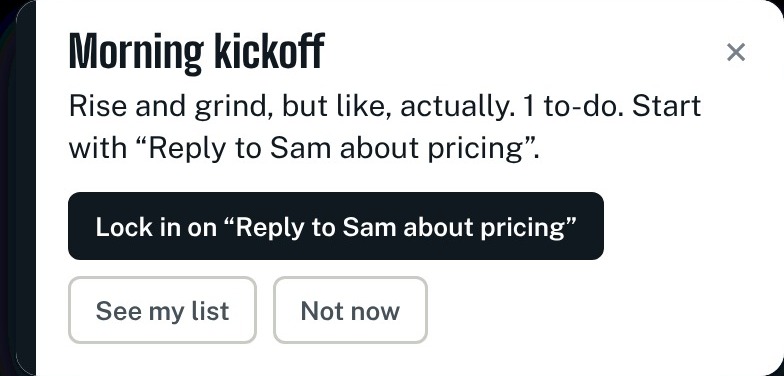 Morning kickoff
Rise and grind, but like, actually. 1 to-do. Start
with “Reply to Sam about pricing”.
Lock in on “Reply to Sam about pricing”
See my list
Not now